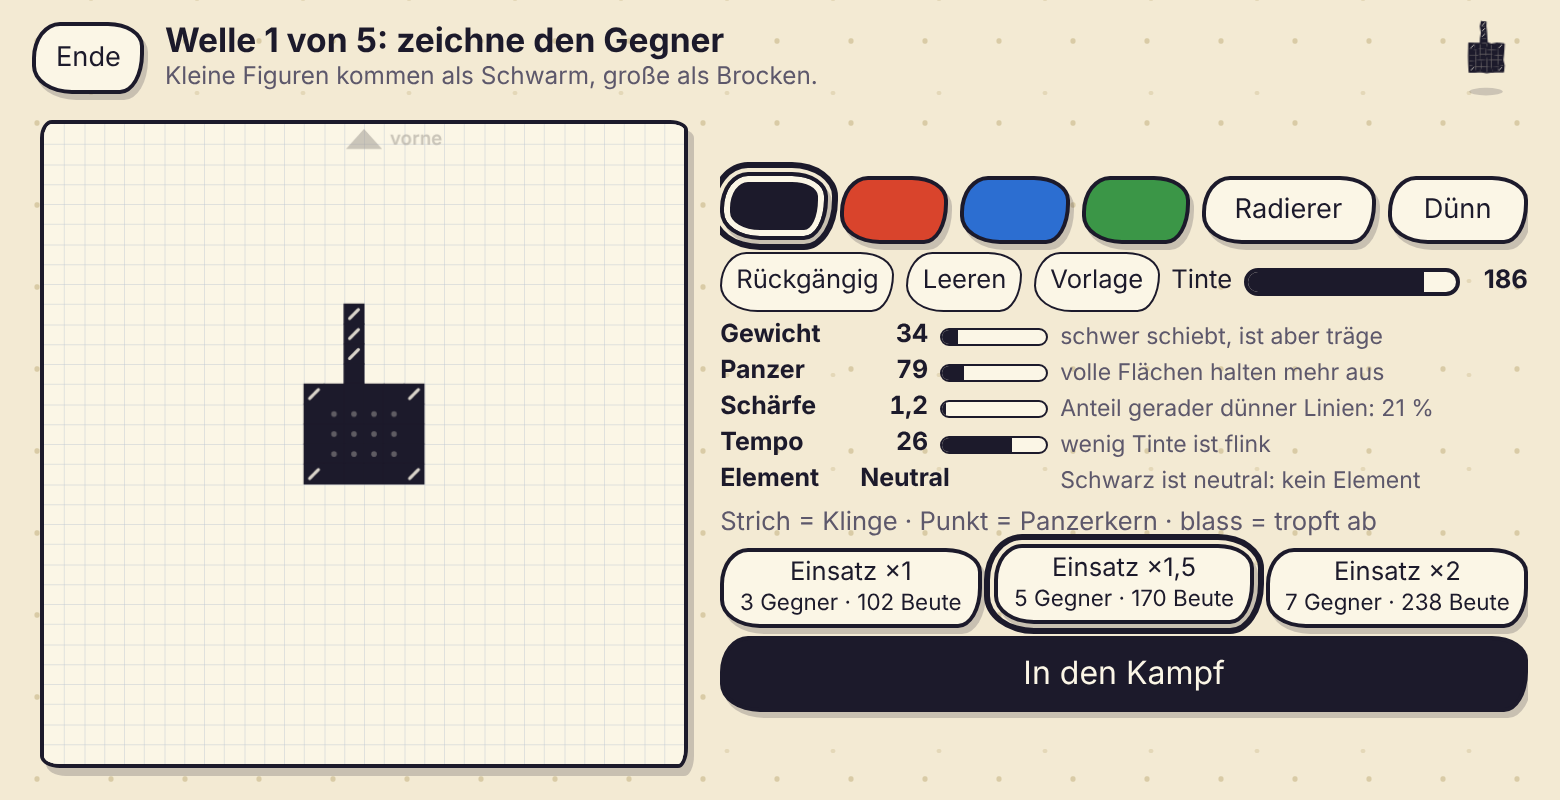 Ende
Welle 1 von 5: zeichne den Gegner
Kleine Figuren kommen als Schwarm, große als Brocken.
vorne
Radierer
Dünn
Rückgängig
Leeren
Vorlage
Tinte 186
Gewicht 34 schwer schiebt, ist aber träge
Panzer 79 volle Flächen halten mehr aus
Schärfe 1,2 Anteil gerader dünner Linien: 21 %
Tempo 26 wenig Tinte ist flink
Element Neutral Schwarz ist neutral: kein Element
Strich = Klinge · Punkt = Panzerkern · blass = tropft ab
Einsatz ×1
3 Gegner · 102 Beute
Einsatz ×1,5
5 Gegner · 170 Beute
Einsatz ×2
7 Gegner · 238 Beute
In den Kampf